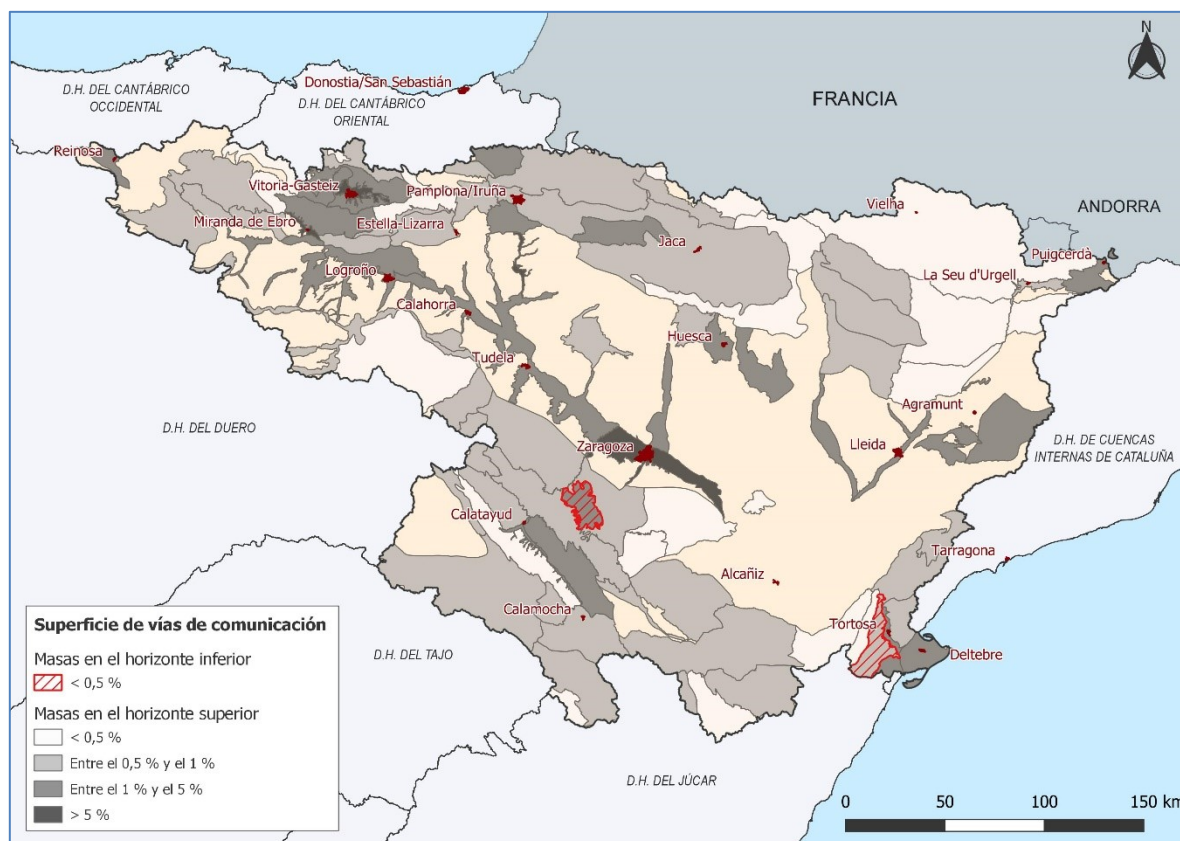 N
Donostia/San Sebastián
D.H. DEL CANTÁBRICO
OCCIDENTAL
D.H. DEL CANTÁBRICO
ORIENTAL
FRANCIA
Reinosa
Vitoria-Gasteiz
Pamplona/Iruña
Vielha
ANDORRA
Miranda de Ebro
Estella-Lizarra
Jaca
Puigcerdà
La Seu d'Urgell
Logroño
Calahorra
Huesca
Tudela
Agramunt
D.H. DEL DUERO
Zaragoza
Lleida
D.H. DE CUENCAS
INTERNAS DE CATALUÑA
Calatayud
Tarragona
Alcañiz
Calamocha
Tortosa
Deltebre
D.H. DEL TAJO
D.H. DEL JÚCAR
Superficie de vías de comunicación
Masas en el horizonte inferior
< 0,5 %
Masas en el horizonte superior
< 0,5 %
Entre el 0,5 % y el 1 %
Entre el 1 % y el 5 %
> 5 %
0 50 100 150 km